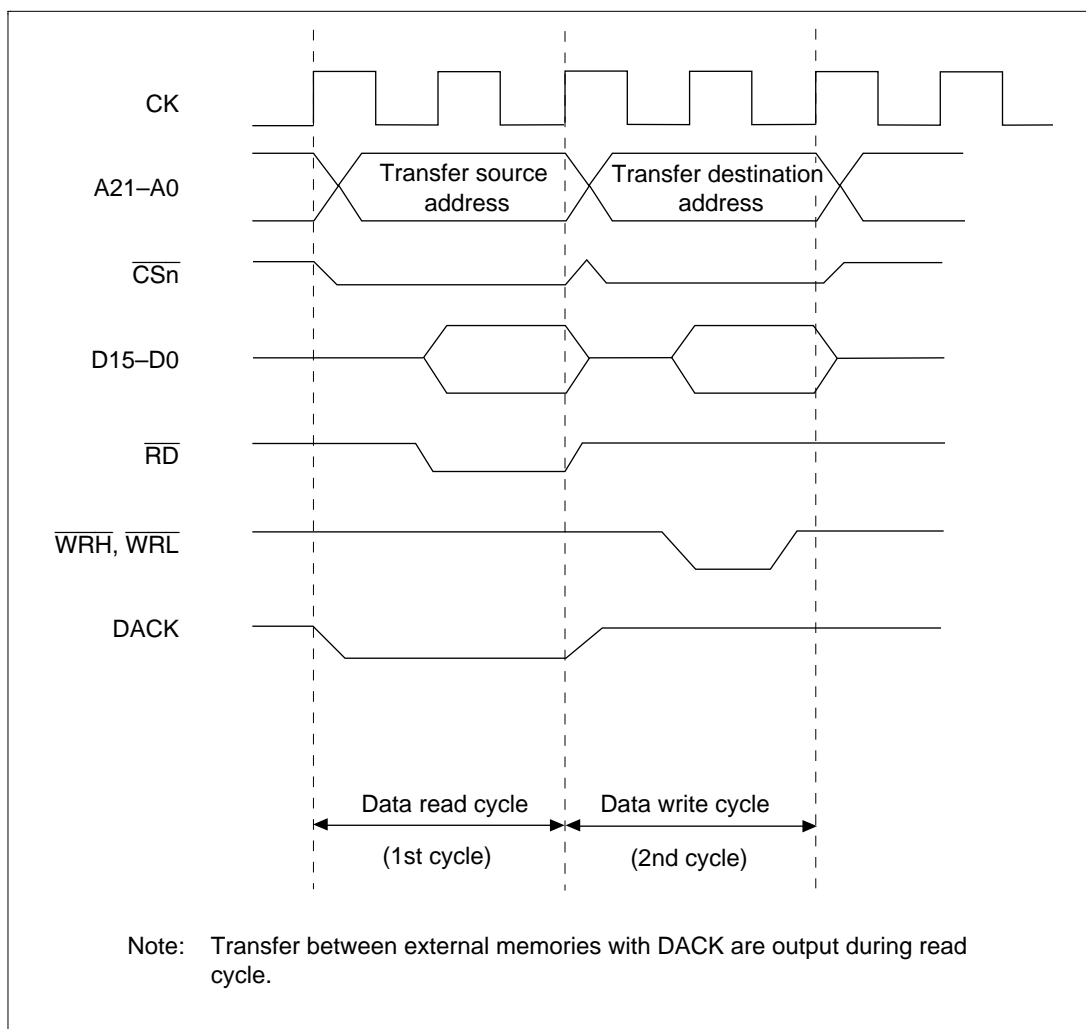 CK
A21–A0
Transfer source
address
Transfer destination
address
CSn
D15–D0
RD
WRH, WRL
DACK
Data read cycle
(1st cycle)
Data write cycle
(2nd cycle)
Note: Transfer between external memories with DACK are output during read
cycle.